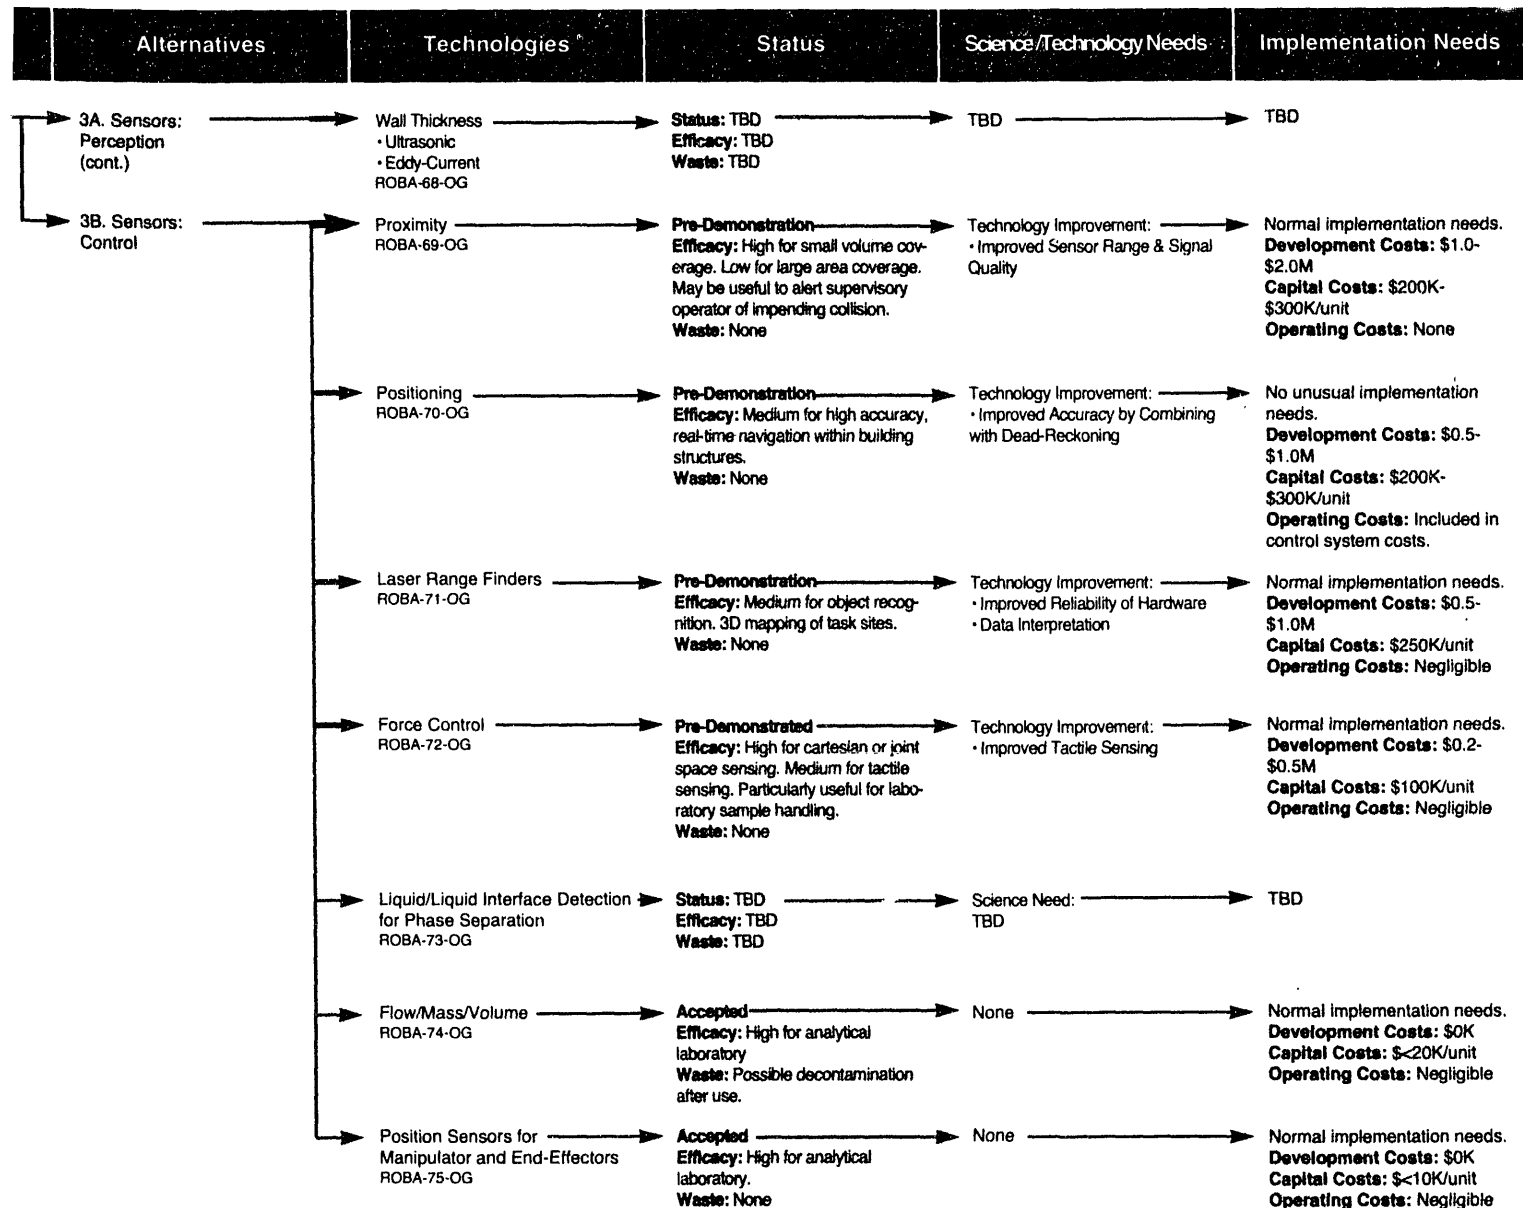 Alternatives
Technologies
Status
Science/Technology Needs
Implementation Needs
3A. Sensors:
Perception
(cont.)
Wall Thickness
• Ultrasonic
• Eddy-Current
ROBA-68-OG
Status: TBD
Efficacy: TBD
Waste: TBD
TBD
TBD
3B. Sensors:
Control
Proximity
ROBA-69-OG
Pre-Demonstration
Efficacy: High for small volume cov-
erage. Low for large area coverage.
May be useful to alert supervisory
operator of impending collision.
Waste: None
Technology Improvement:
• Improved Sensor Range & Signal
Quality
Normal implementation needs.
Development Costs: $1.0-
$2.0M
Capital Costs: $200K-
$300K/unit
Operating Costs: None
Positioning
ROBA-70-OG
Pre-Demonstration
Efficacy: Medium for high accuracy,
real-time navigation within building
structures.
Waste: None
Technology Improvement:
• Improved Accuracy by Combining
with Dead-Reckoning
No unusual implementation
needs.
Development Costs: $0.5-
$1.0M
Capital Costs: $200K-
$300K/unit
Operating Costs: Included in
control system costs.
Laser Range Finders
ROBA-71-OG
Pre-Demonstration
Efficacy: Medium for object recog-
nition. 3D mapping of task sites.
Waste: None
Technology Improvement:
• Improved Reliability of Hardware
• Data Interpretation
Normal implementation needs.
Development Costs: $0.5-
$1.0M
Capital Costs: $250K/unit
Operating Costs: Negligible
Force Control
ROBA-72-OG
Pre-Demonstrated
Efficacy: High for cartesian or joint
space sensing. Medium for tactile
sensing. Particularly useful for labo-
ratory sample handling.
Waste: None
Technology Improvement:
• Improved Tactile Sensing
Normal implementation needs.
Development Costs: $0.2-
$0.5M
Capital Costs: $100K/unit
Operating Costs: Negligible
Liquid/Liquid Interface Detection
for Phase Separation
ROBA-73-OG
Status: TBD
Efficacy: TBD
Waste: TBD
Science Need:
TBD
TBD
Flow/Mass/Volume
ROBA-74-OG
Accepted
Efficacy: High for analytical
laboratory
Waste: Possible decontamination
after use.
None
Normal implementation needs.
Development Costs: $0K
Capital Costs: $<20K/unit
Operating Costs: Negligible
Position Sensors for
Manipulator and End-Effectors
ROBA-75-OG
Accepted
Efficacy: High for analytical
laboratory.
Waste: None
None
Normal implementation needs.
Development Costs: $0K
Capital Costs: $<10K/unit
Operating Costs: Negligible